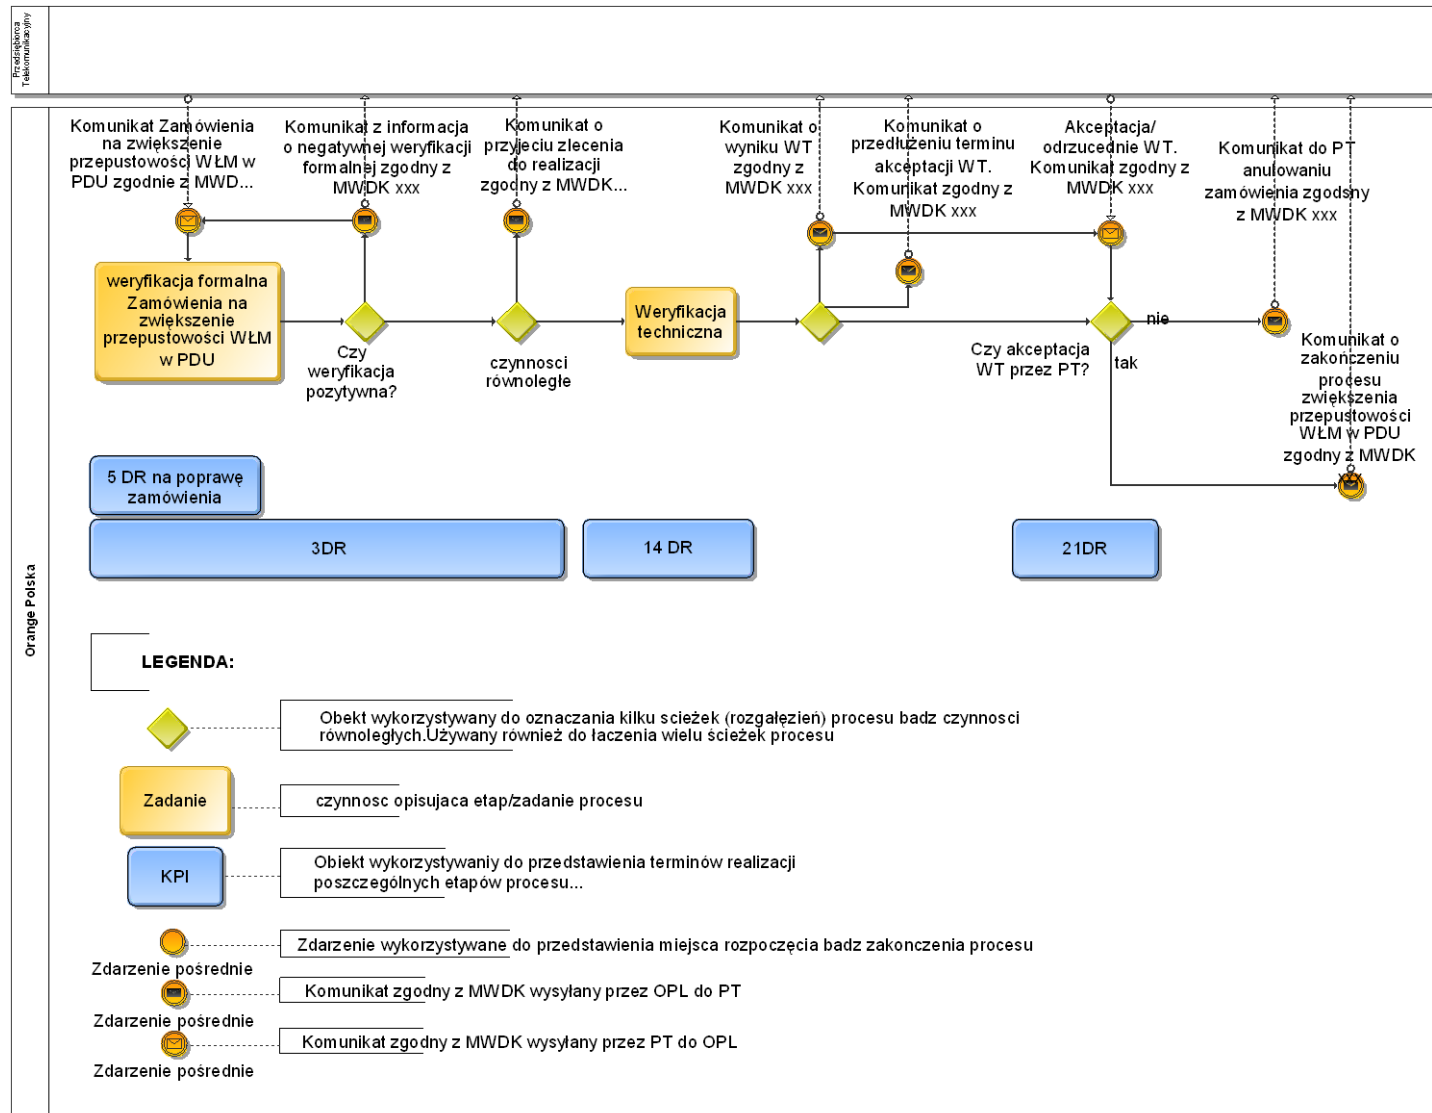 Przedsiębiorca
Telekomunikacyjny
Orange Polska
Komunikat Zamówienia
na zwiększenie
przepustowości WŁM w
PDU zgodnie z MWD...
Komunikat z informacja
o negatywnej weryfikacji
formalnej zgodny z
MWDK xxx
Komunikat o
przyjeciu zlecenia
do realizacji
zgodny z MWDK...
Komunikat o
wyniku WT
zgodny z
MWDK xxx
Komunikat o
przedłużeniu terminu
akceptacji WT.
Komunikat zgodny z
MWDK xxx
Akceptacja/
odrzucednie WT.
Komunikat zgodny z
MWDK xxx
Komunikat do PT
anulowaniu
zamówienia zgodsny
z MWDK xxx
weryfikacja formalna
Zamówienia na
zwiększenie
przepustowości WŁM
w PDU
Czy
weryfikacja
pozytywna?
czynnosci
równoległe
Weryfikacja
techniczna
Czy akceptacja
WT przez PT?
nie
tak
Komunikat o
zakończeniu
procesu
zwiększenia
przepustowości
WŁM w PDU
zgodny z MWDK
xxx
5 DR na poprawę
zamówienia
3DR
14 DR
21DR
LEGENDA:
Obekt wykorzystywany do oznaczania kilku scieżek (rozgałęzień) procesu badz czynnosci
równoległych.Używany również do łaczenia wielu ścieżek procesu
Zadanie
czynnosc opisujaca etap/zadanie procesu
KPI
Obiekt wykorzystywaniy do przedstawienia terminów realizacji
poszczególnych etapów procesu...
Zdarzenie wykorzystywane do przedstawienia miejsca rozpoczęcia badz zakonczenia procesu
Zdarzenie pośrednie
Komunikat zgodny z MWDK wysyłany przez OPL do PT
Zdarzenie pośrednie
Komunikat zgodny z MWDK wysyłany przez PT do OPL
Zdarzenie pośrednie